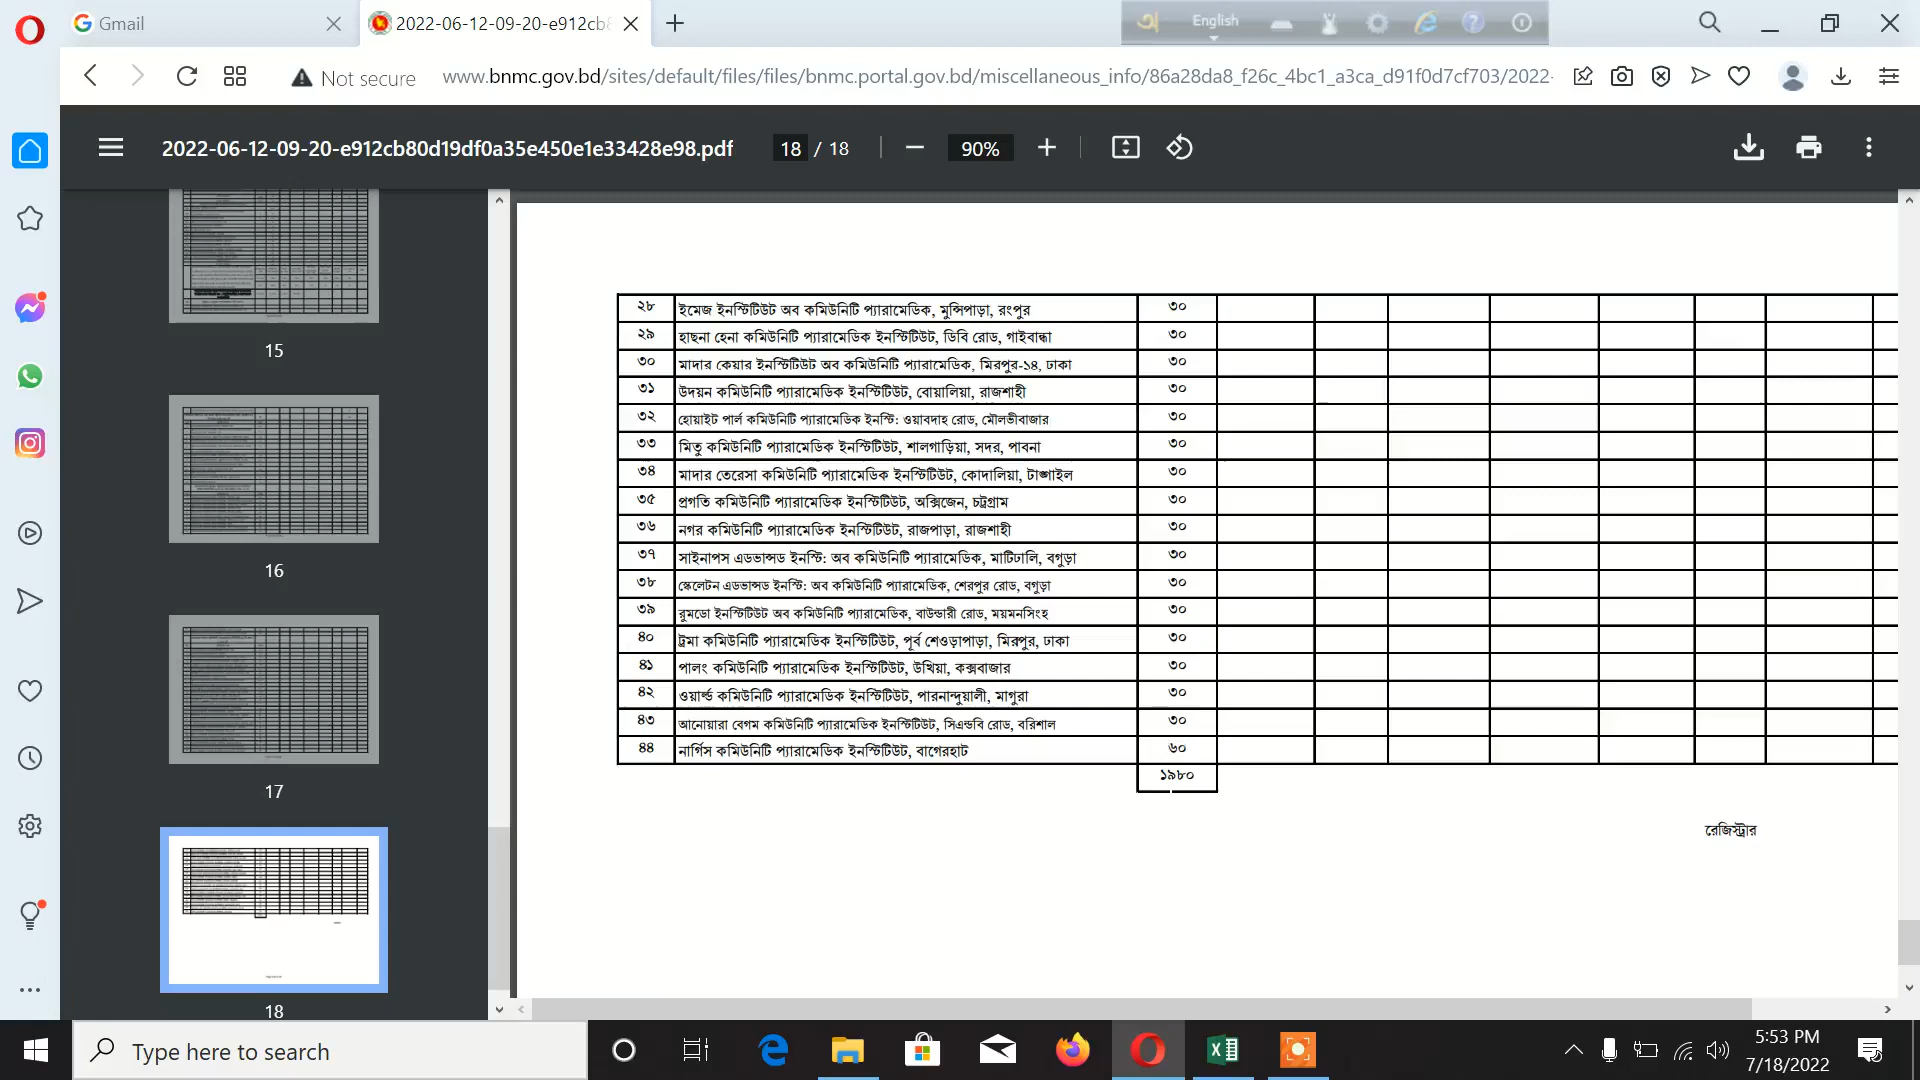 Gmail
2022-06-12-09-20-e912cb8
English
Not secure
www.bnmc.gov.bd/sites/default/files/files/bnmc.portal.gov.bd/miscellaneous_info/86a28da8_f26c_4bc1_a3ca_d91f0d7cf703/2022-
2022-06-12-09-20-e912cb80d19df0a35e450e1e33428e98.pdf
18 / 18
90%
15
16
17
18
২৮ ইমেজ ইনস্টিটিউট অব কমিউনিটি প্যারামেডিক, মুন্সিপাড়া, রংপুর ৩০
২৯ হাছনা হেনা কমিউনিটি প্যারামেডিক ইনস্টিটিউট, ডিবি রোড, গাইবান্ধা ৩০
৩০ মাদার কেয়ার ইনস্টিটিউট অব কমিউনিটি প্যারামেডিক, মিরপুর-১৪, ঢাকা ৩০
৩১ উদয়ন কমিউনিটি প্যারামেডিক ইনস্টিটিউট, বোয়ালিয়া, রাজশাহী ৩০
৩২ হোয়াইট পার্ল কমিউনিটি প্যারামেডিক ইনস্টি: ওয়াবদাহ রোড, মৌলভীবাজার ৩০
৩৩ মিতু কমিউনিটি প্যারামেডিক ইনস্টিটিউট, শালগাড়িয়া, সদর, পাবনা ৩০
৩৪ মাদার তেরেসা কমিউনিটি প্যারামেডিক ইনস্টিটিউট, কোদালিয়া, টাঙ্গাইল ৩০
৩৫ প্রগতি কমিউনিটি প্যারামেডিক ইনস্টিটিউট, অক্সিজেন, চট্রগ্রাম ৩০
৩৬ নগর কমিউনিটি প্যারামেডিক ইনস্টিটিউট, রাজপাড়া, রাজশাহী ৩০
৩৭ সাইনাপস এডভান্সড ইনস্টি: অব কমিউনিটি প্যারামেডিক, মাটিঢালি, বগুড়া ৩০
৩৮ স্কেলেটন এডভান্সড ইনস্টি: অব কমিউনিটি প্যারামেডিক, শেরপুর রোড, বগুড়া ৩০
৩৯ রুমডো ইনস্টিটিউট অব কমিউনিটি প্যারামেডিক, বাউন্ডারী রোড, ময়মনসিংহ ৩০
৪০ ট্রমা কমিউনিটি প্যারামেডিক ইনস্টিটিউট, পূর্ব শেওড়াপাড়া, মিরপুর, ঢাকা ৩০
৪১ পালং কমিউনিটি প্যারামেডিক ইনস্টিটিউট, উখিয়া, কক্সবাজার ৩০
৪২ ওয়ার্ল্ড কমিউনিটি প্যারামেডিক ইনস্টিটিউট, পারনান্দুয়ালী, মাগুরা ৩০
৪৩ আনোয়ারা বেগম কমিউনিটি প্যারামেডিক ইনস্টিটিউট, সিএন্ডবি রোড, বরিশাল ৩০
৪৪ নার্গিস কমিউনিটি প্যারামেডিক ইনস্টিটিউট, বাগেরহাট ৬০
১৯৮০
রেজিস্ট্রার
Type here to search
5:53 PM
7/18/2022